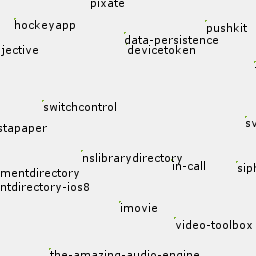 pixate
hockeyapp
pushkit
data-persistence
jective
devicetoken
switchcontrol
stapaper
sv
nslibrarydirectory
in-call
siph
mentdirectory
ntdirectory-ios8
imovie
video-toolbox
the-amazing-audio-engine